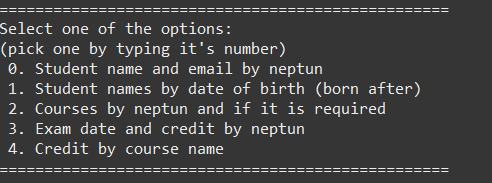 ==================================================
Select one of the options:
(pick one by typing it's number)
0. Student name and email by neptun
1. Student names by date of birth (born after)
2. Courses by neptun and if it is required
3. Exam date and credit by neptun
4. Credit by course name
==================================================